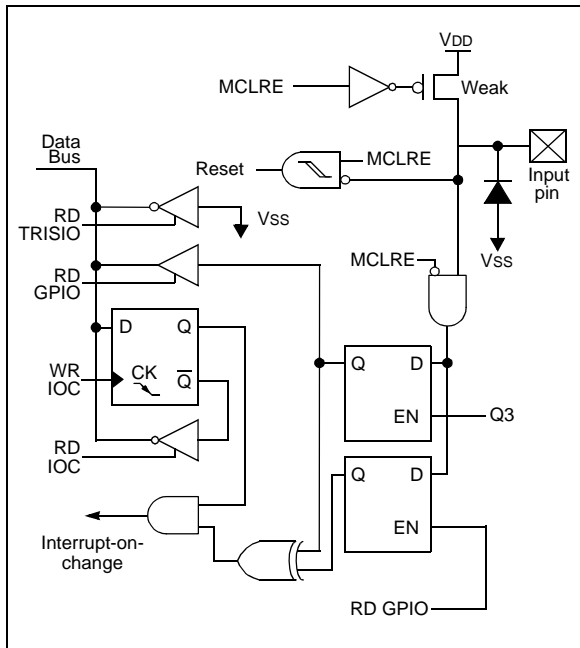 VDD
MCLRE
Weak
Data
Bus
MCLRE
Reset
Input
pin
RD
TRISIO
VSS
VSS
RD
GPIO
MCLRE
D
Q
Q
D
WR
IOC
CK
Q̅
EN
Q3
RD
IOC
Q
D
EN
Interrupt-on-
change
RD GPIO